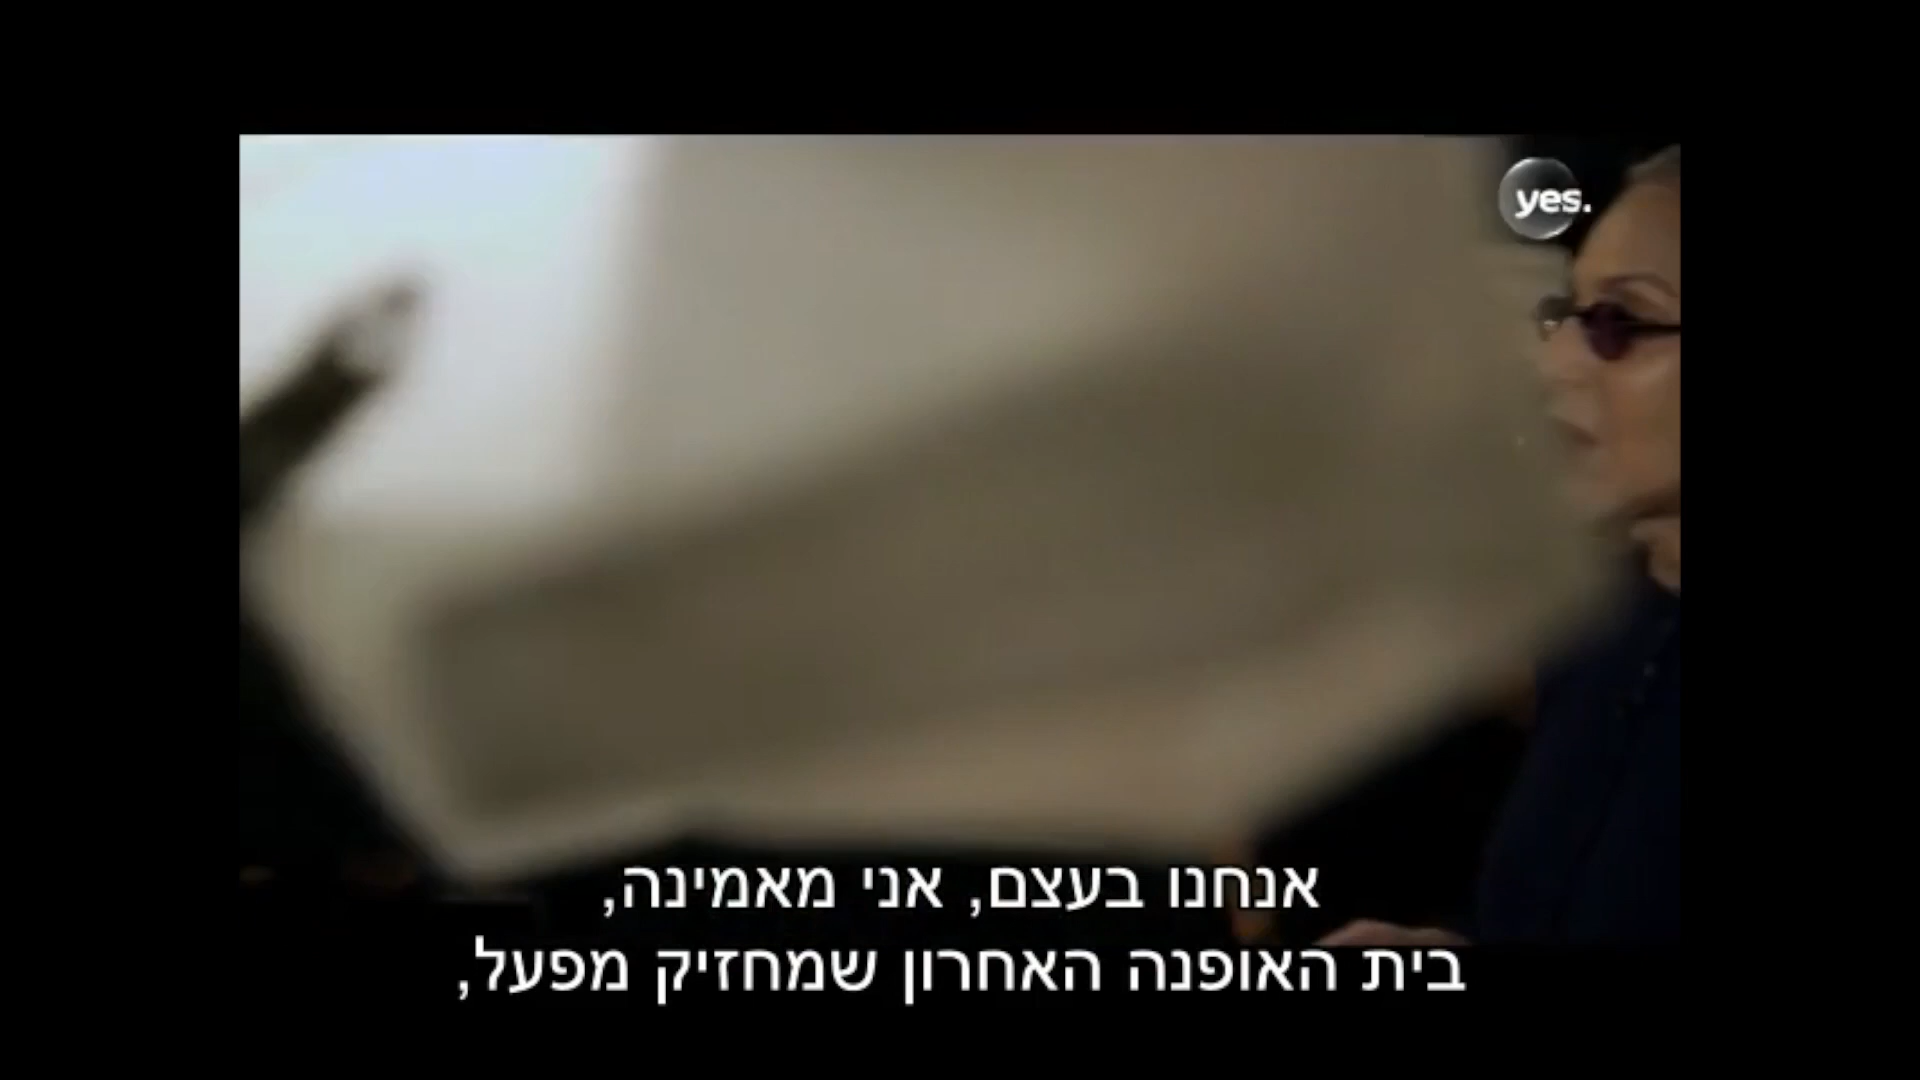 yes.
אנחנו בעצם, אני מאמינה,
בית האופנה האחרון שמחזיק מפעל,